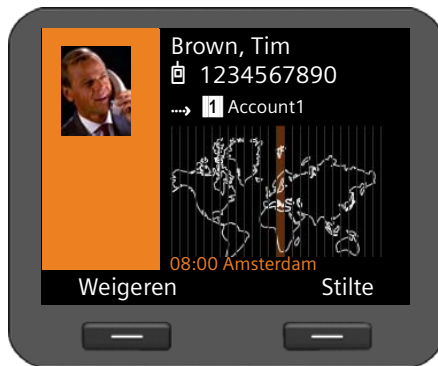 Brown, Tim
1234567890
1 Account1
08:00 Amsterdam
Weigeren Stilte